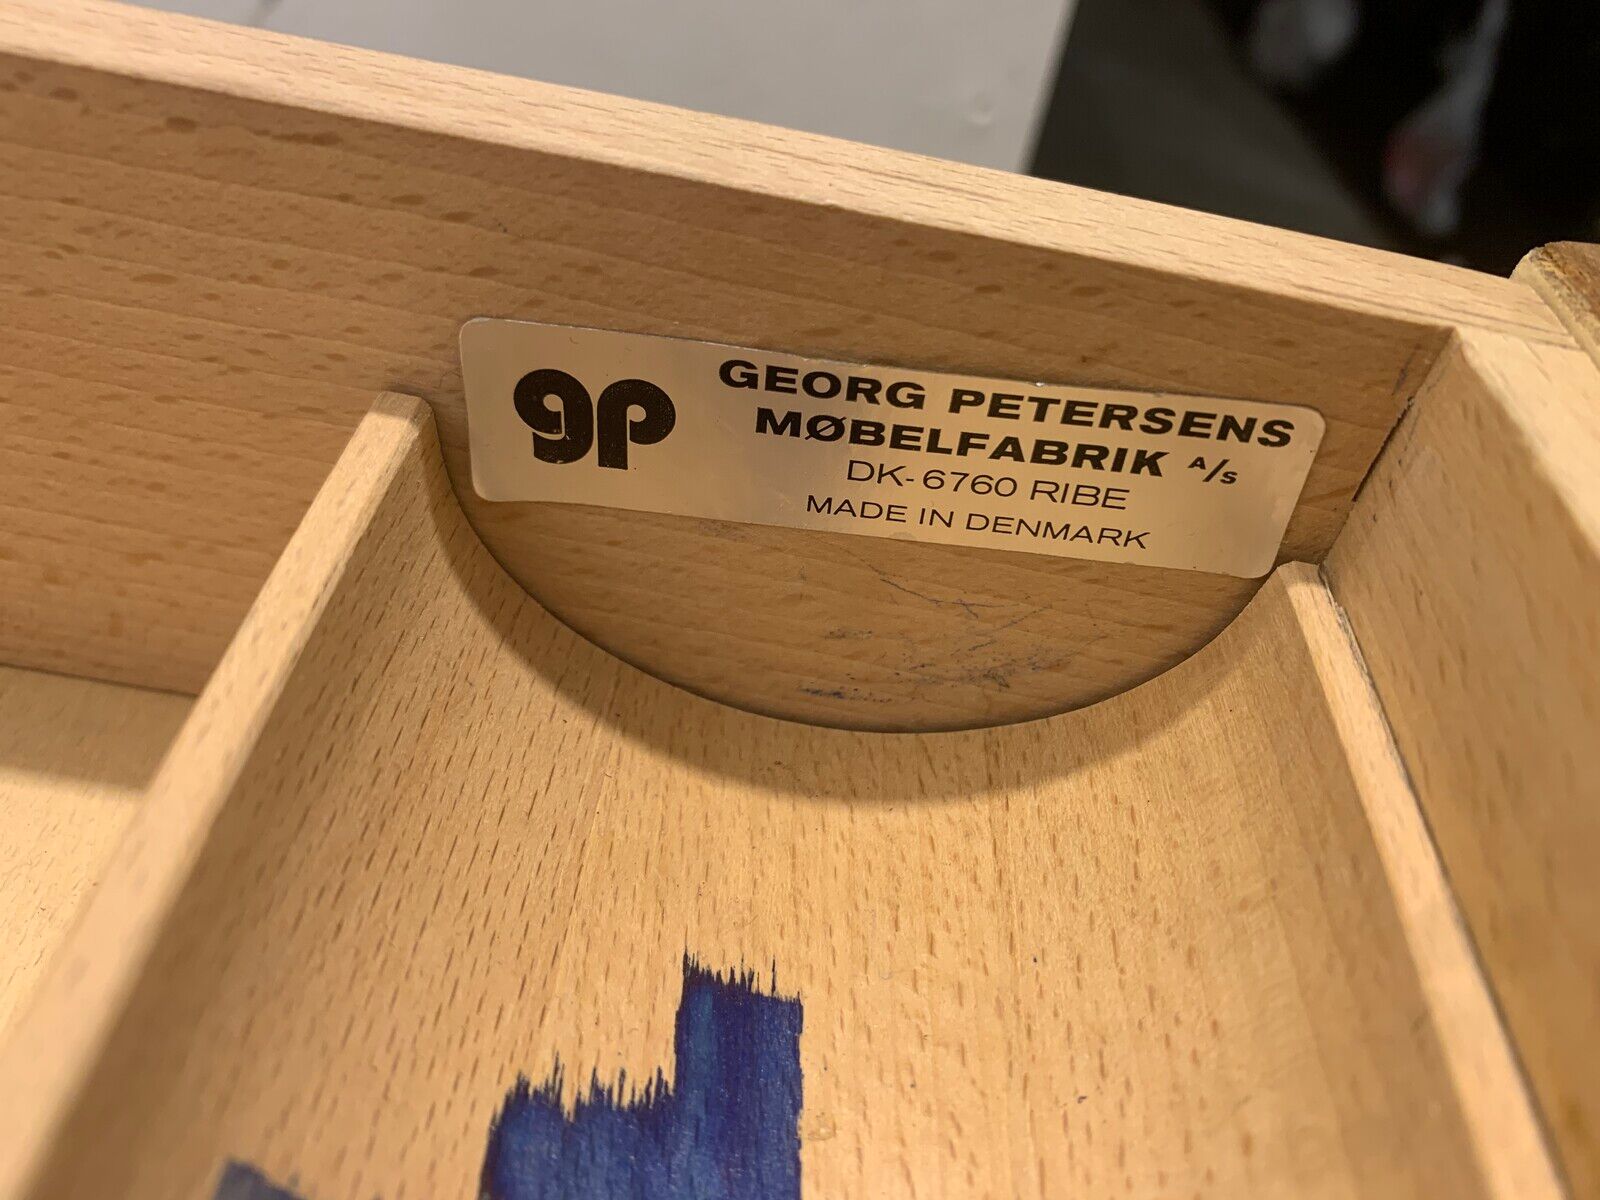 gp
GEORG PETERSENS
MØBELFABRIK A/S
DK-6760 RIBE
MADE IN DENMARK